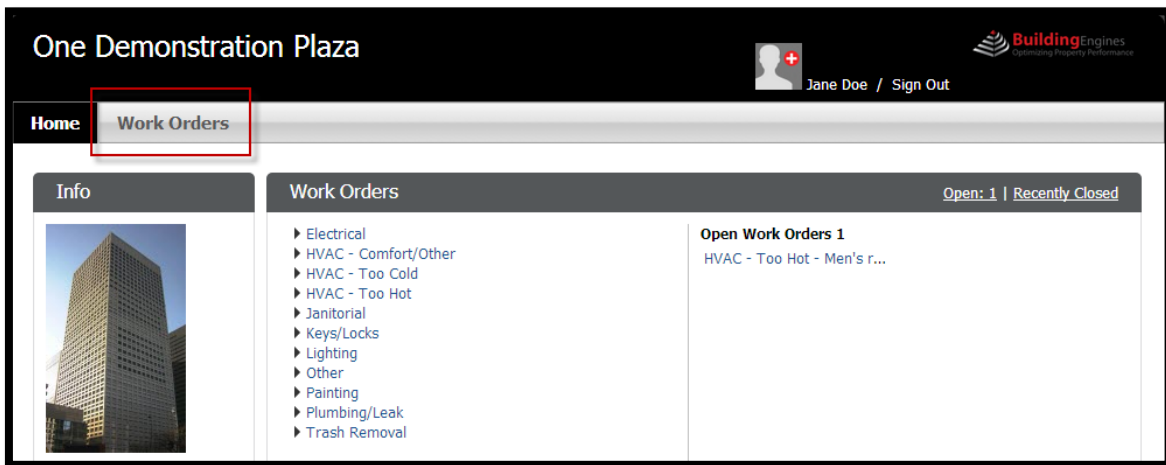 One Demonstration Plaza
BuildingEngines
Optimizing Property Performance
Jane Doe / Sign Out
Home Work Orders
Info
Work Orders
Open: 1 | Recently Closed
Electrical
HVAC - Comfort/Other
HVAC - Too Cold
HVAC - Too Hot
Janitorial
Keys/Locks
Lighting
Other
Painting
Plumbing/Leak
Trash Removal
Open Work Orders 1
HVAC - Too Hot - Men's r...